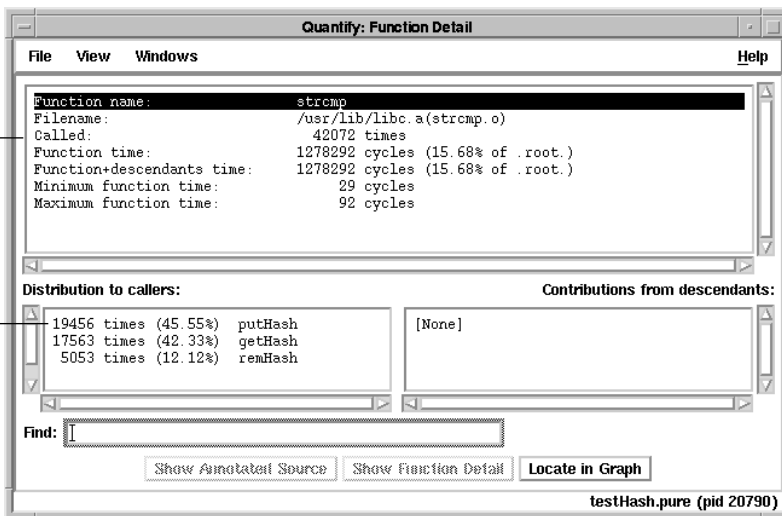 Quantify: Function Detail
File View Windows Help
Function name: strcmp
Filename: /usr/lib/libc.a(strcmp.o)
Called: 42072 times
Function time: 1278292 cycles (15.68% of .root.)
Function+descendants time: 1278292 cycles (15.68% of .root.)
Minimum function time: 29 cycles
Maximum function time: 92 cycles
Distribution to callers:
19456 times (45.55%) putHash
17563 times (42.33%) getHash
5053 times (12.12%) remHash
Contributions from descendants:
[None]
Find:
Show Annotated Source Show Function Detail Locate in Graph
testHash.pure (pid 20790)